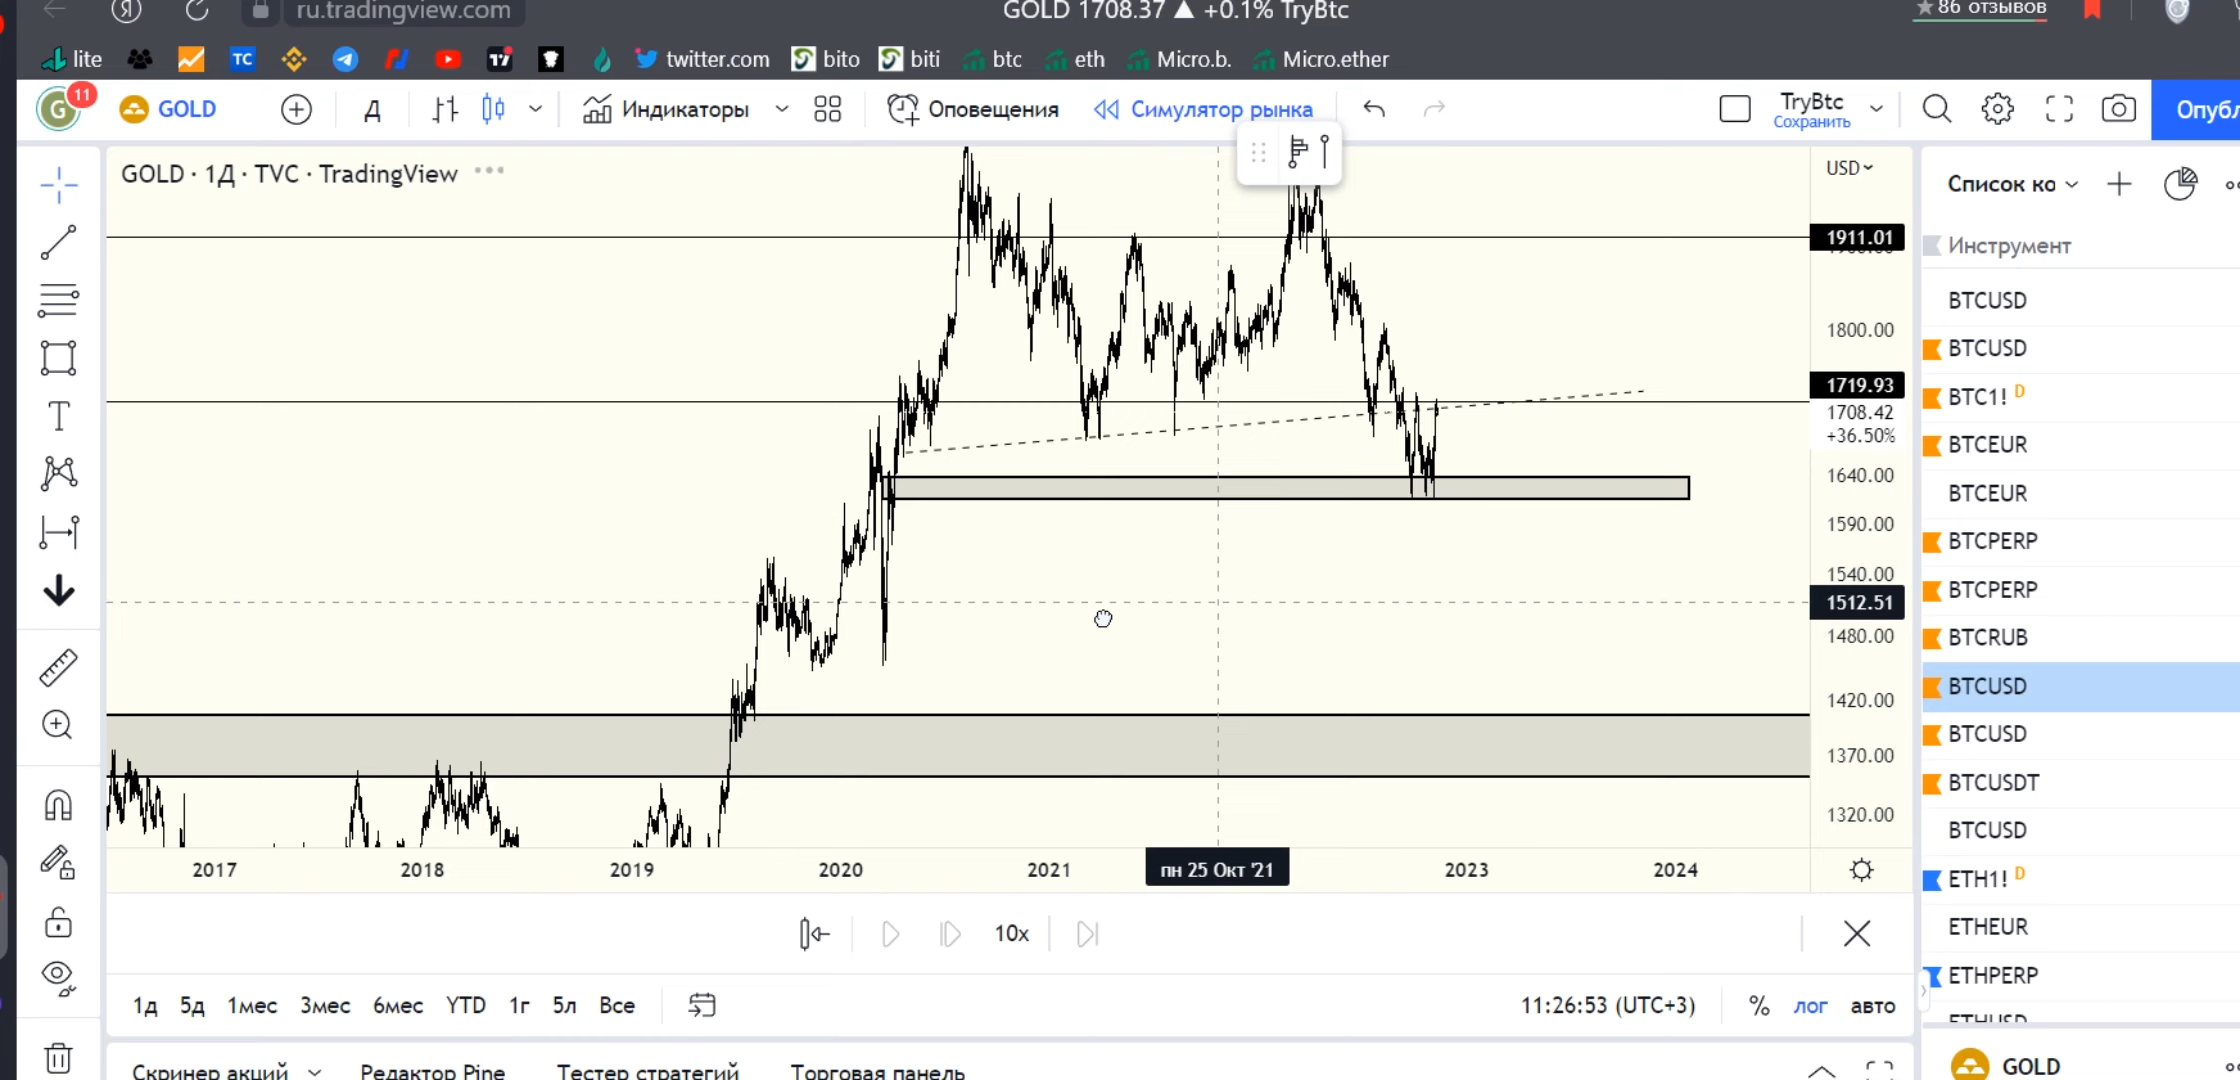 ru.tradingview.com
GOLD 1708.37 ▲ +0.1% TryBtc
★86 отзывов
lite
TC
twitter.com
bito
biti
btc
eth
Micro.b.
Micro.ether
G
11
GOLD
Д
Индикаторы
Оповещения
Симулятор рынка
TryBtc
Сохранить
GOLD · 1Д · TVC · TradingView
USD
Список ко
Инструмент
1911.01
1800.00
1719.93
1708.42
+36.50%
1640.00
1590.00
1540.00
1512.51
1480.00
1420.00
1370.00
1320.00
BTCUSD
BTCUSD
BTC1! D
BTCEUR
BTCEUR
BTCPERP
BTCPERP
BTCRUB
BTCUSD
BTCUSD
BTCUSDT
BTCUSD
ETH1! D
ETHEUR
ETHPERP
ETHUSD
GOLD
2017 2018 2019 2020 2021 пн 25 Окт '21 2023 2024
10x
1д 5д 1мес 3мес 6мес YTD 1г 5л Все
11:26:53 (UTC+3) % лог авто
Скринер акций Редактор Pine Тестер стратегий Торговая панель